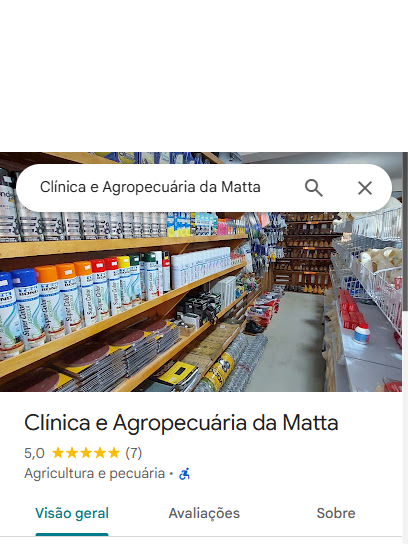 Clínica e Agropecuária da Matta
Clínica e Agropecuária da Matta
5,0 ★★★★★ (7)
Agricultura e pecuária ·
Visão geral Avaliações Sobre